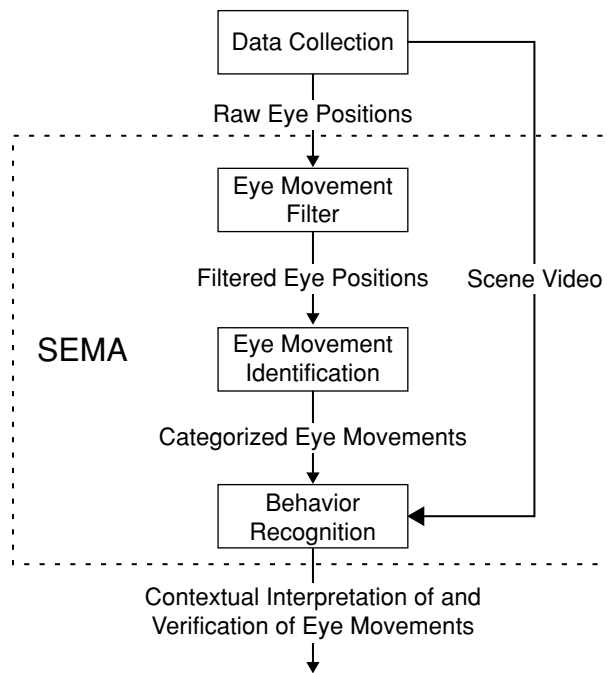 Data Collection
Raw Eye Positions
Eye Movement
Filter
Filtered Eye Positions
Scene Video
SEMA
Eye Movement
Identification
Categorized Eye Movements
Behavior
Recognition
Contextual Interpretation of and
Verification of Eye Movements